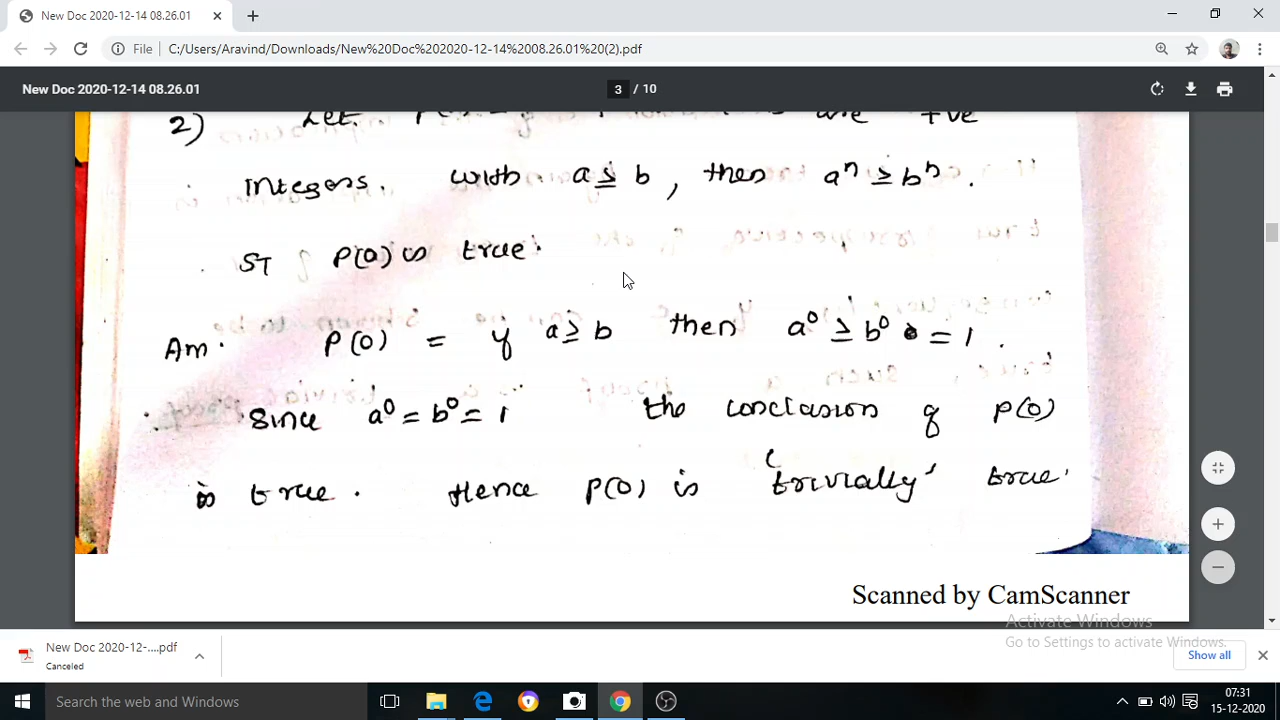 New Doc 2020-12-14 08.26.01
File C:/Users/Aravind/Downloads/New%20Doc%202020-12-14%2008.26.01%20(2).pdf
New Doc 2020-12-14 08.26.01 3 / 10
2) Let are +ve
Integers. With a ≥ b, then aⁿ ≥ bⁿ.
ST P(0) is true.
Ans. P(0) = if a ≥ b then a⁰ ≥ b⁰ = 1.
Since a⁰ = b⁰ = 1 the conclusion of P(0)
is true. Hence P(0) is 'trivially' true.
Scanned by CamScanner
Activate Windows
Go to Settings to activate Windows.
New Doc 2020-12-....pdf
Canceled
Show all
Search the web and Windows
07:31
15-12-2020